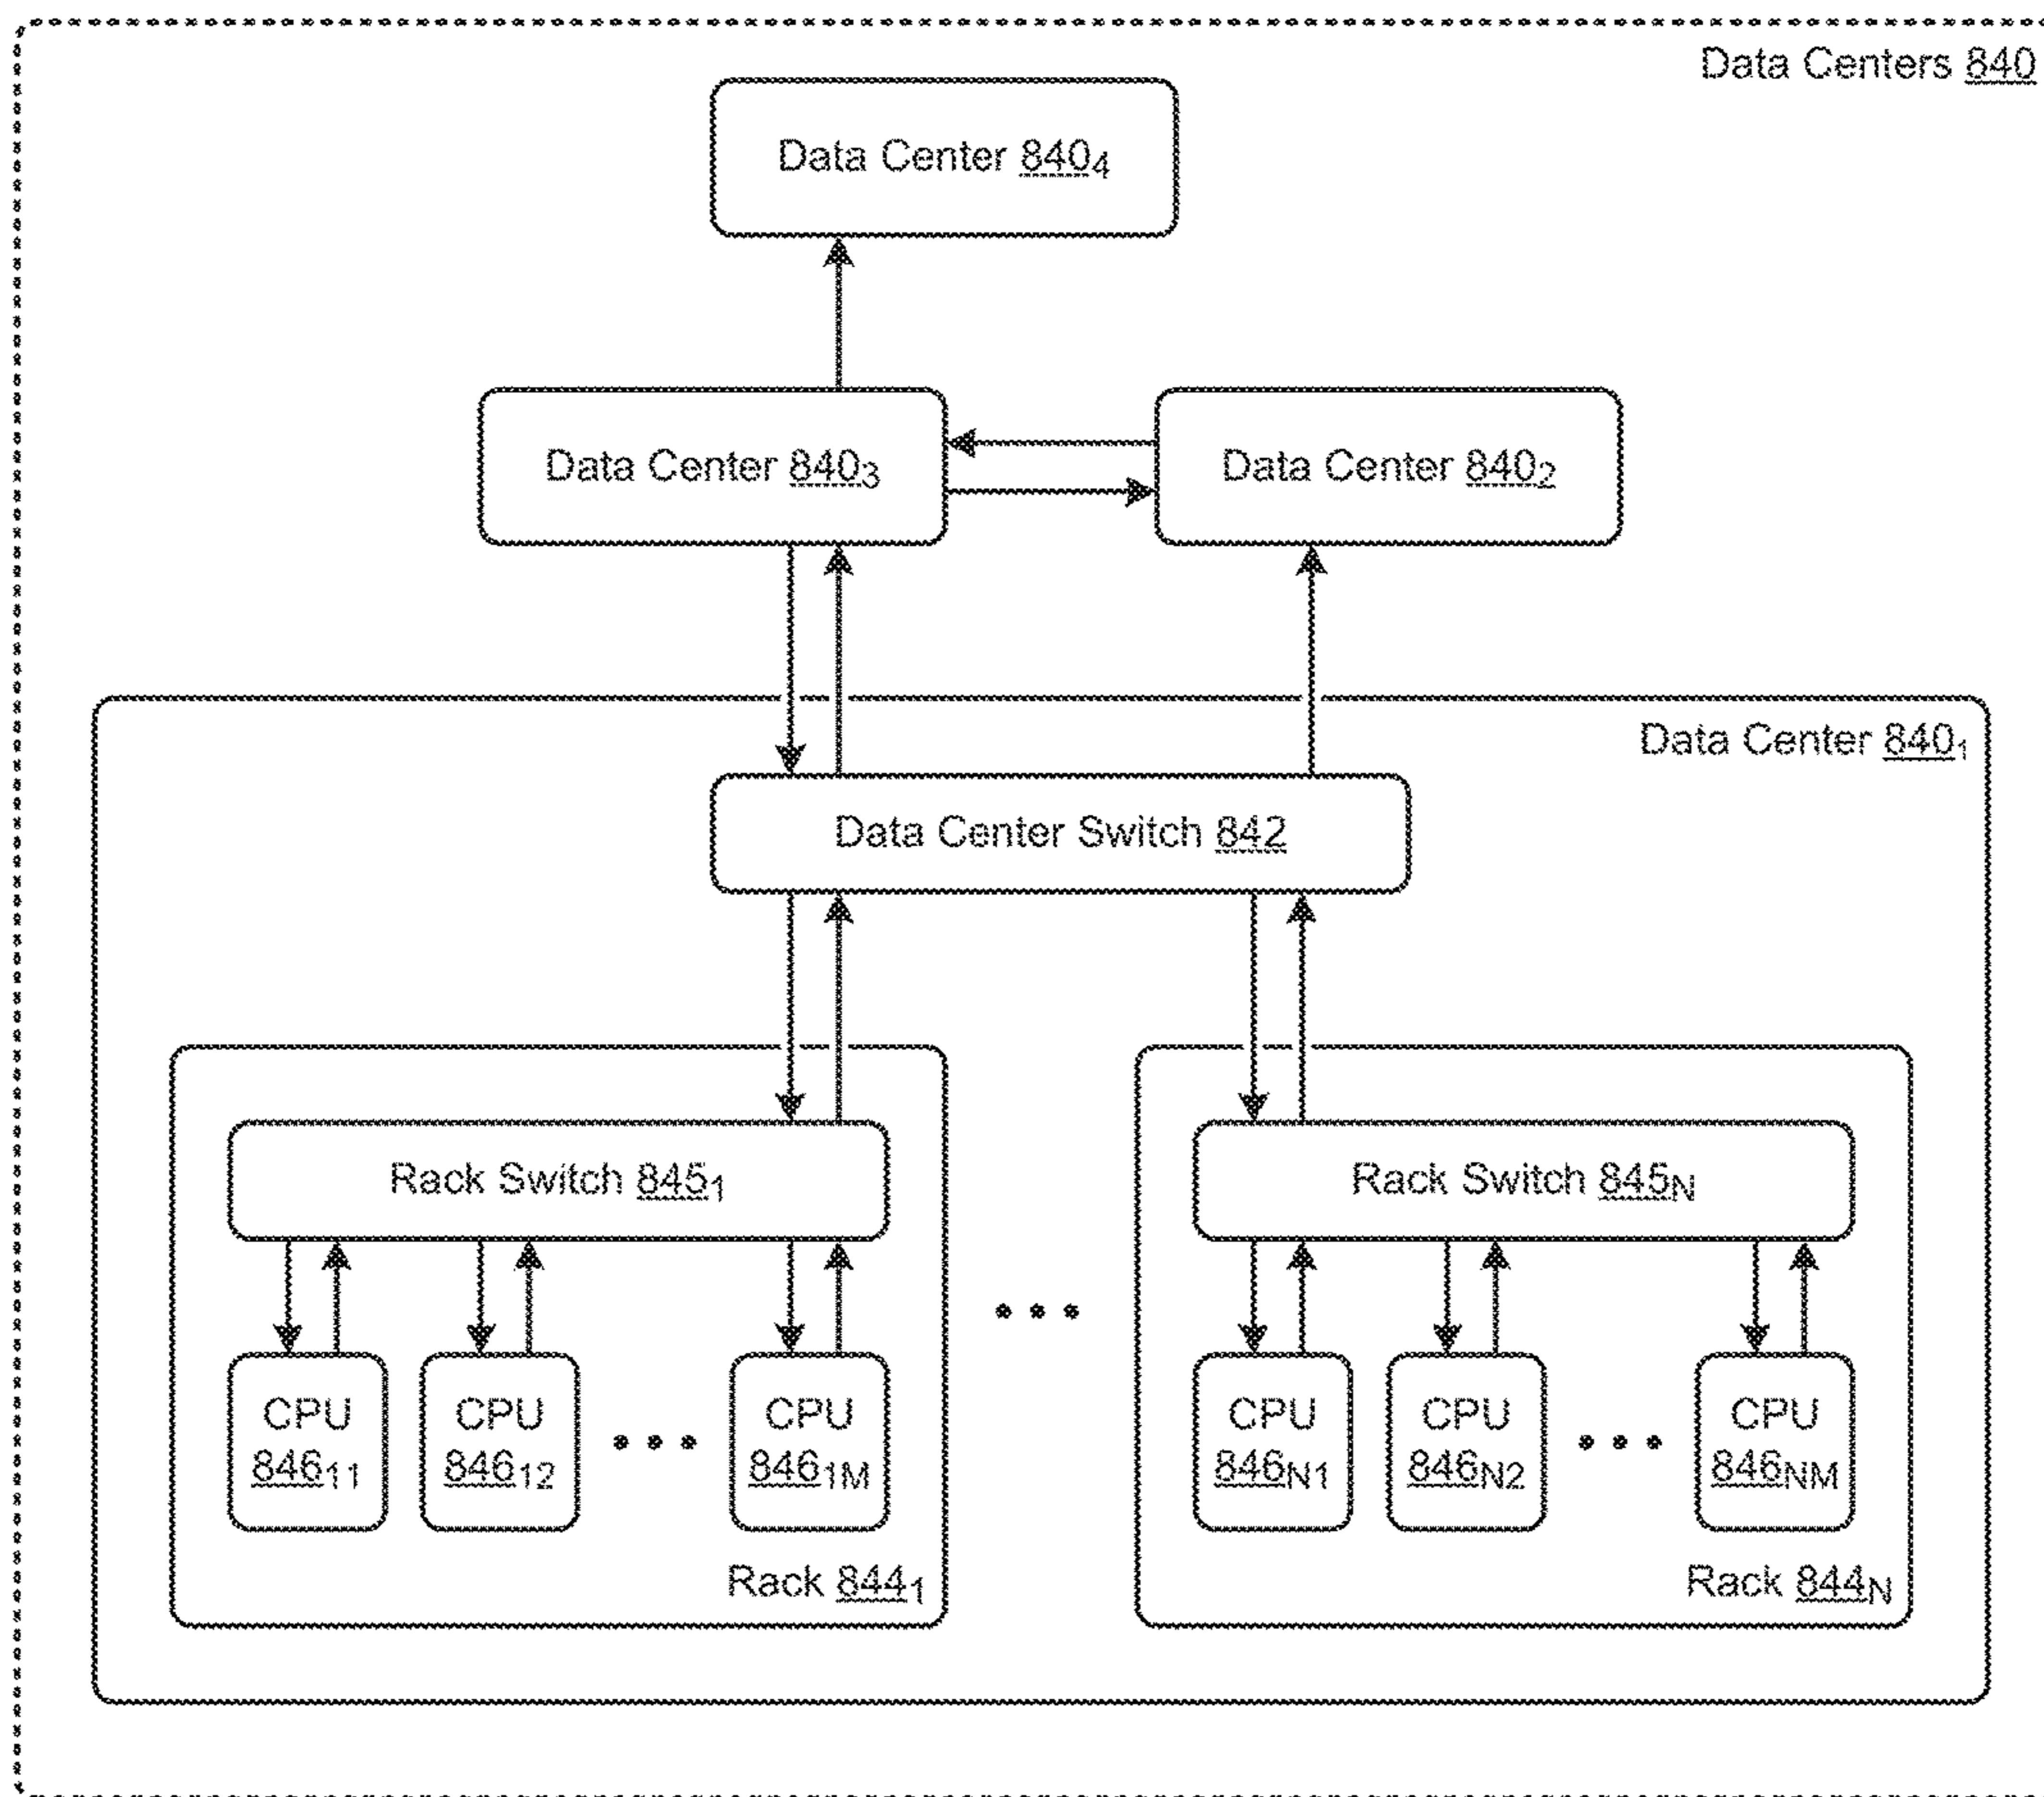 Data Centers 840
Data Center 840₄
Data Center 840₃
Data Center 840₂
Data Center 840₁
Data Center Switch 842
Rack Switch 845₁
Rack Switch 845N
CPU
846₁₁
CPU
846₁₂
CPU
846₁M
CPU
846N₁
CPU
846N₂
CPU
846NM
Rack 844₁
Rack 844N